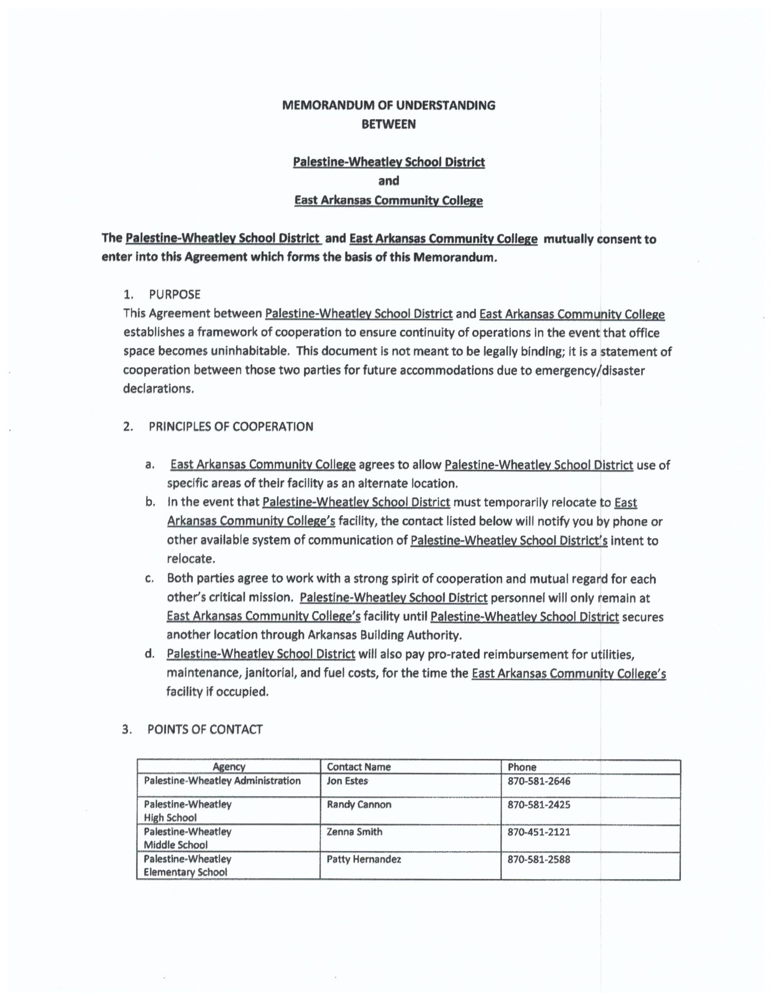 MEMORANDUM OF UNDERSTANDING
BETWEEN
Palestine-Wheatley School District
and
East Arkansas Community College
The Palestine-Wheatley School District and East Arkansas Community College mutually consent to
enter into this Agreement which forms the basis of this Memorandum.
1. PURPOSE
This Agreement between Palestine-Wheatley School District and East Arkansas Community College
establishes a framework of cooperation to ensure continuity of operations in the event that office
space becomes uninhabitable. This document is not meant to be legally binding; it is a statement of
cooperation between those two parties for future accommodations due to emergency/disaster
declarations.
2. PRINCIPLES OF COOPERATION
a. East Arkansas Community College agrees to allow Palestine-Wheatley School District use of
specific areas of their facility as an alternate location.
b. In the event that Palestine-Wheatley School District must temporarily relocate to East
Arkansas Community College's facility, the contact listed below will notify you by phone or
other available system of communication of Palestine-Wheatley School District's intent to
relocate.
c. Both parties agree to work with a strong spirit of cooperation and mutual regard for each
other's critical mission. Palestine-Wheatley School District personnel will only remain at
East Arkansas Community College's facility until Palestine-Wheatley School District secures
another location through Arkansas Building Authority.
d. Palestine-Wheatley School District will also pay pro-rated reimbursement for utilities,
maintenance, janitorial, and fuel costs, for the time the East Arkansas Community College's
facility if occupied.
3. POINTS OF CONTACT
Agency Contact Name Phone
Palestine-Wheatley Administration Jon Estes 870-581-2646
Palestine-Wheatley Randy Cannon 870-581-2425
High School
Palestine-Wheatley Zenna Smith 870-451-2121
Middle School
Palestine-Wheatley Patty Hernandez 870-581-2588
Elementary School